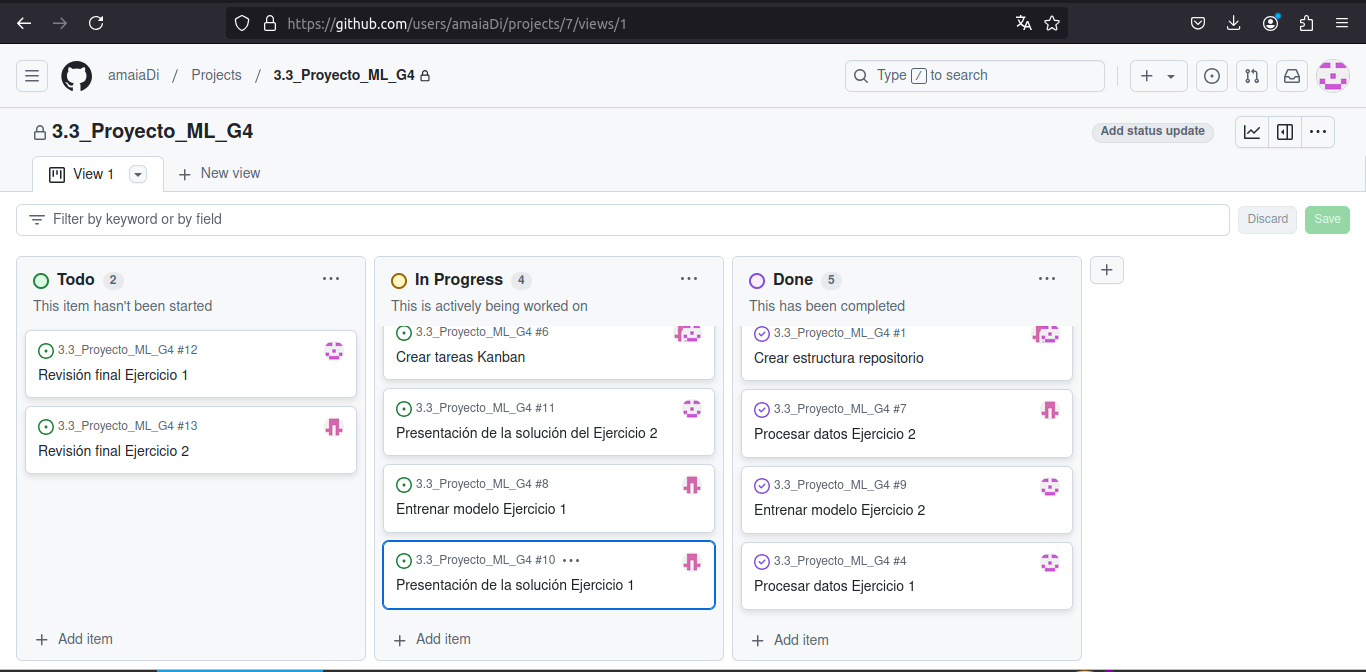 https://github.com/users/amaiaDi/projects/7/views/1
amaiaDi / Projects / 3.3_Proyecto_ML_G4
Type / to search
3.3_Proyecto_ML_G4
Add status update
View 1
New view
Filter by keyword or by field
Discard
Save
Todo 2
This item hasn't been started
3.3_Proyecto_ML_G4 #12
Revisión final Ejercicio 1
3.3_Proyecto_ML_G4 #13
Revisión final Ejercicio 2
Add item
In Progress 4
This is actively being worked on
3.3_Proyecto_ML_G4 #6
Crear tareas Kanban
3.3_Proyecto_ML_G4 #11
Presentación de la solución del Ejercicio 2
3.3_Proyecto_ML_G4 #8
Entrenar modelo Ejercicio 1
3.3_Proyecto_ML_G4 #10
Presentación de la solución Ejercicio 1
Add item
Done 5
This has been completed
3.3_Proyecto_ML_G4 #1
Crear estructura repositorio
3.3_Proyecto_ML_G4 #7
Procesar datos Ejercicio 2
3.3_Proyecto_ML_G4 #9
Entrenar modelo Ejercicio 2
3.3_Proyecto_ML_G4 #4
Procesar datos Ejercicio 1
Add item